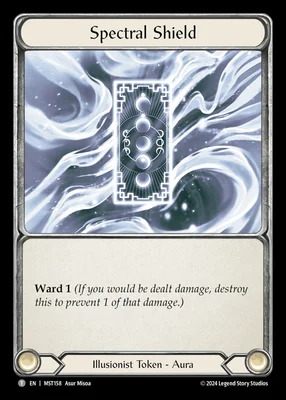 Spectral Shield
Ward 1 (If you would be dealt damage, destroy
this to prevent 1 of that damage.)
Illusionist Token - Aura
T EN | MST158 Asur Misoa © 2024 Legend Story Studios